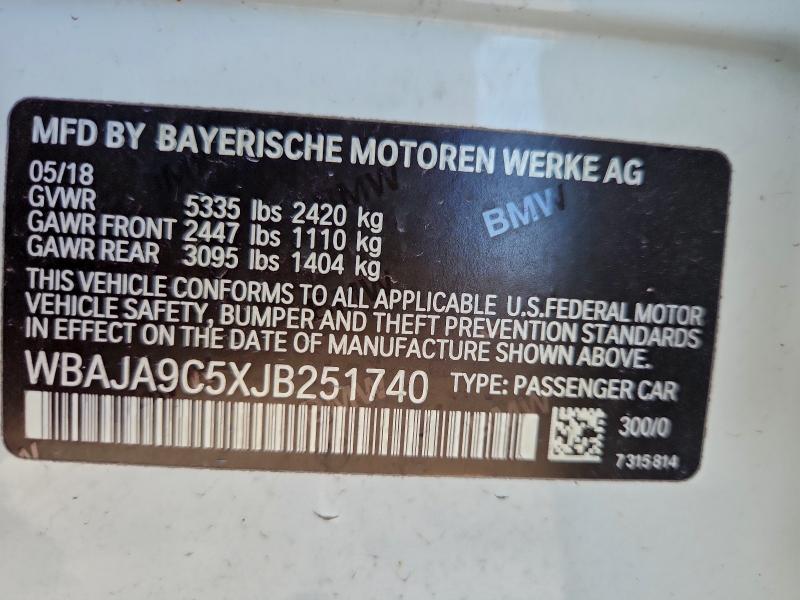 MFD BY BAYERISCHE MOTOREN WERKE AG
05/18
GVWR 5335 lbs 2420 kg
GAWR FRONT 2447 lbs 1110 kg
GAWR REAR 3095 lbs 1404 kg
BMW
THIS VEHICLE CONFORMS TO ALL APPLICABLE U.S.FEDERAL MOTOR
VEHICLE SAFETY, BUMPER AND THEFT PREVENTION STANDARDS
IN EFFECT ON THE DATE OF MANUFACTURE SHOWN ABOVE.
WBAJA9C5XJB251740 TYPE: PASSENGER CAR
300/0
7315814